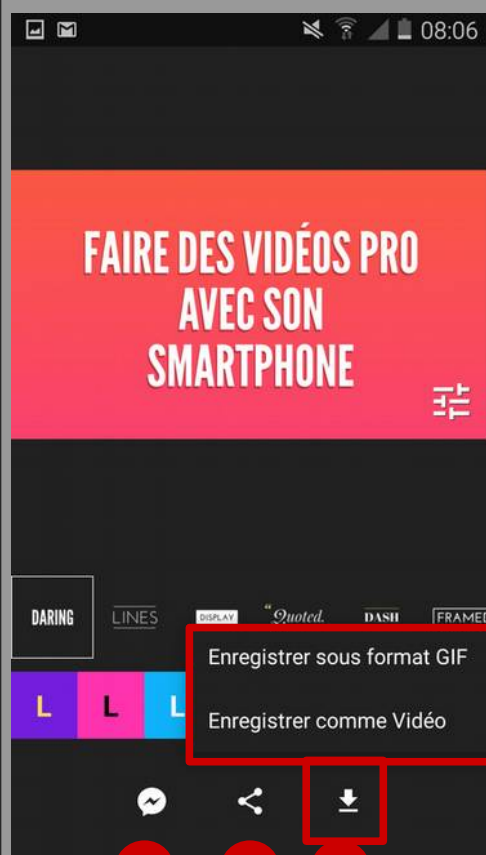 08:06
FAIRE DES VIDÉOS PRO
AVEC SON
SMARTPHONE
DARING
LINES
DISPLAY
“Quoted.
DASH
FRAMED
Enregistrer sous format GIF
L
L
L
Enregistrer comme Vidéo